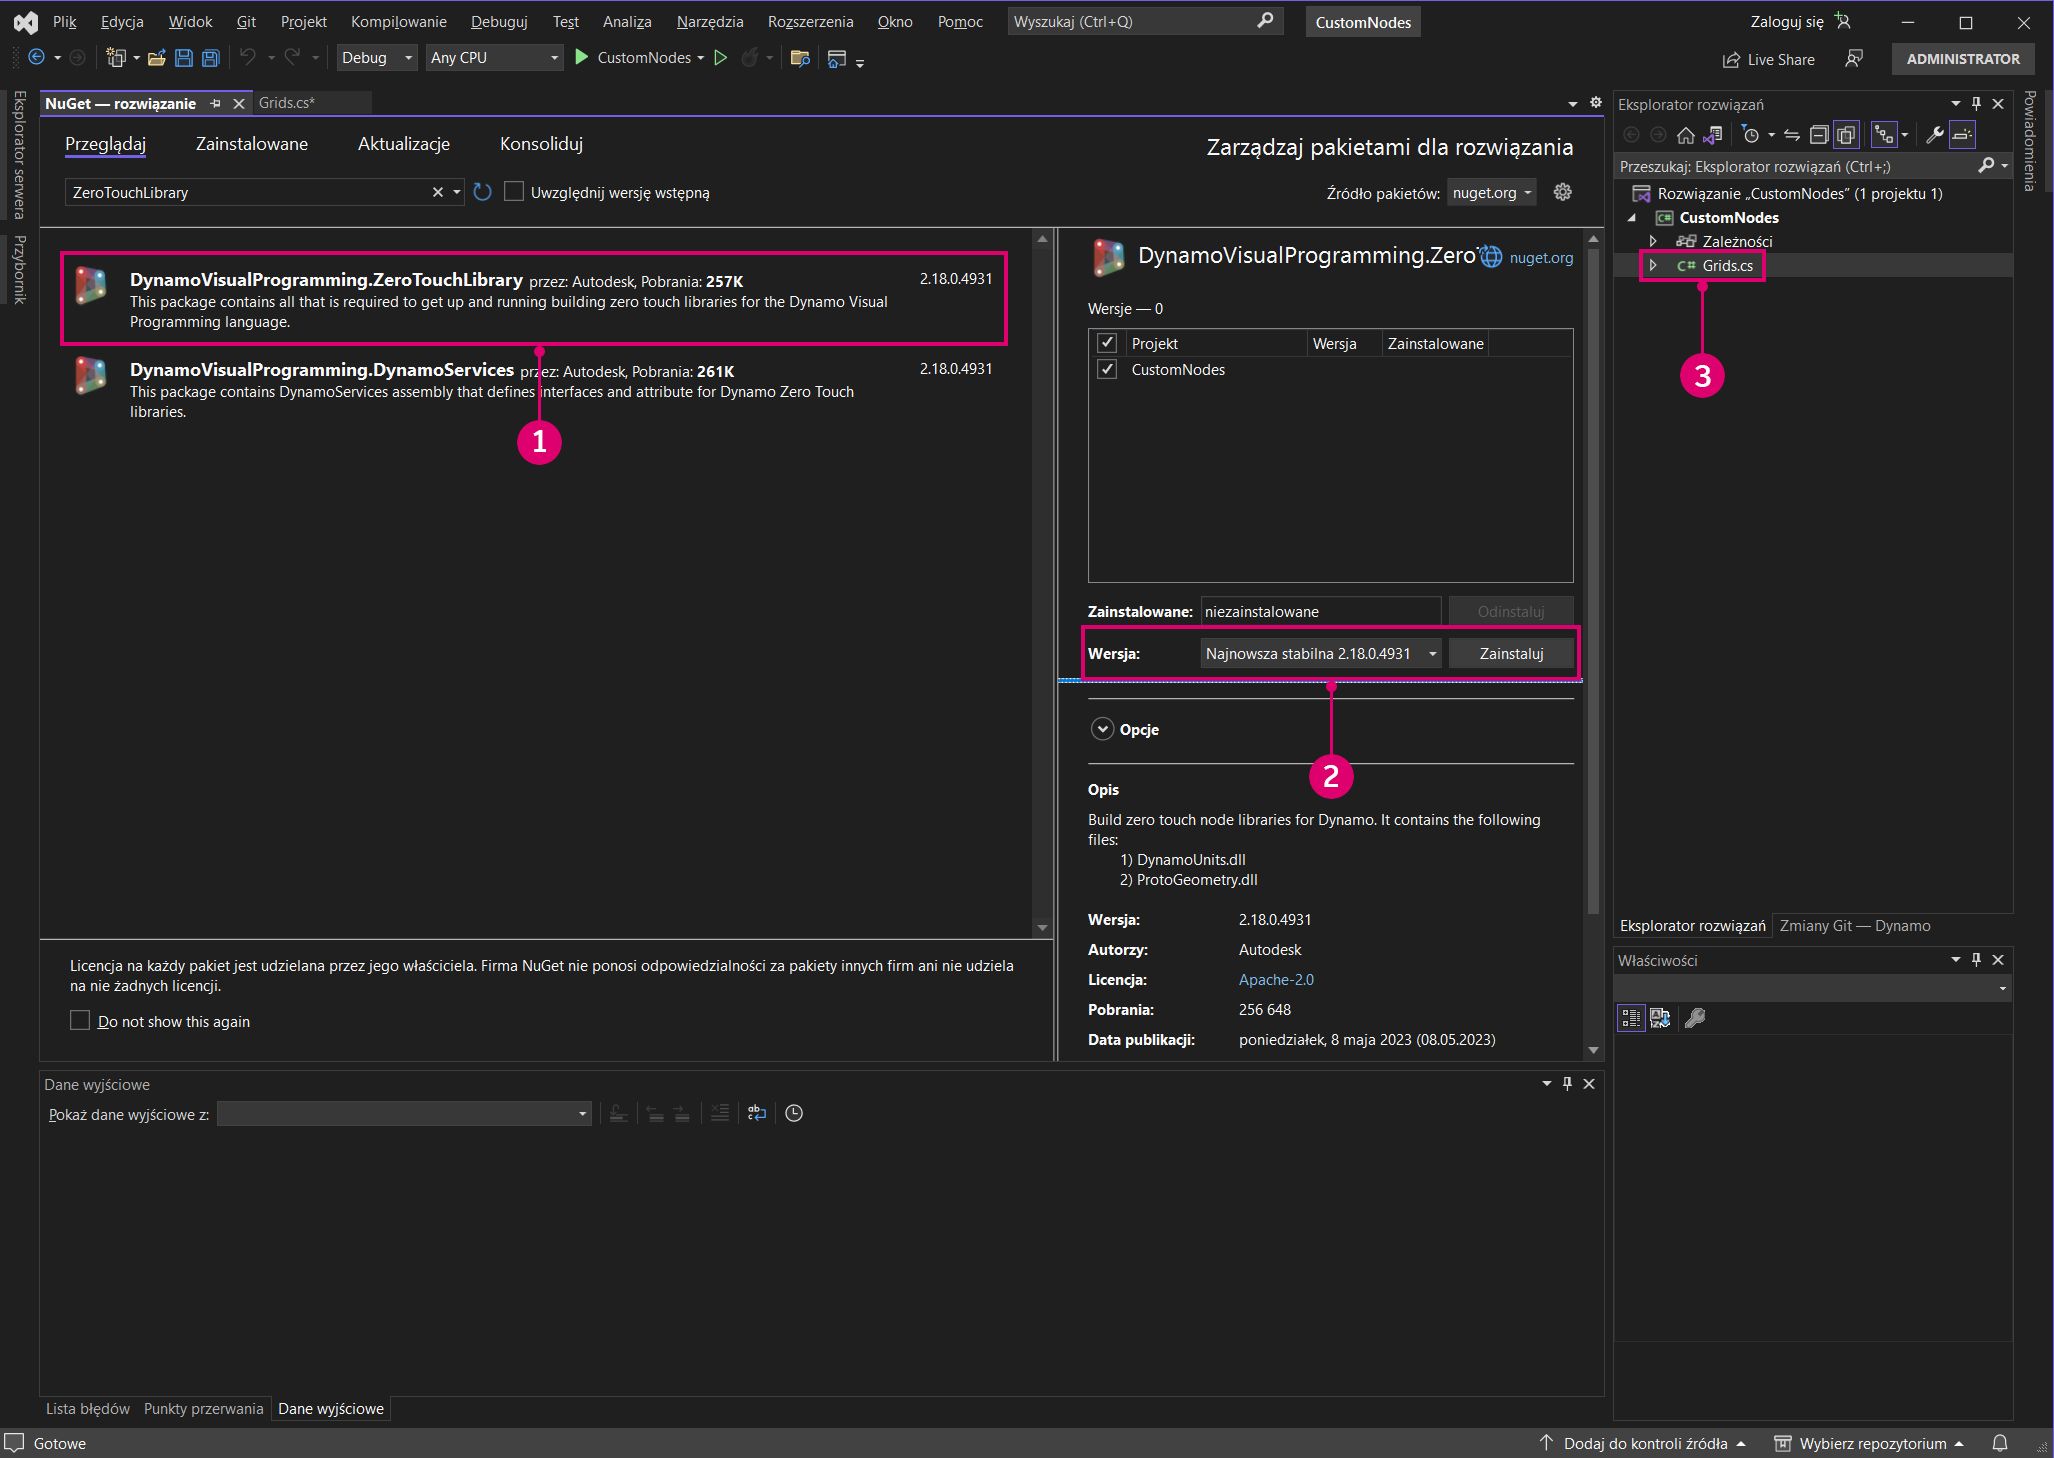 Plik Edycja Widok Git Projekt Kompilowanie Debuguj Test Analiza Narzędzia Rozszerzenia Okno Pomoc Wyszukaj (Ctrl+Q) CustomNodes Zaloguj się
Debug Any CPU CustomNodes Live Share ADMINISTRATOR
Eksplorator serwera
Przybornik
NuGet — rozwiązanie Grids.cs*
Przeglądaj Zainstalowane Aktualizacje Konsoliduj Zarządzaj pakietami dla rozwiązania
ZeroTouchLibrary Uwzględnij wersję wstępną Źródło pakietów: nuget.org
DynamoVisualProgramming.ZeroTouchLibrary przez: Autodesk, Pobrania: 257K 2.18.0.4931
This package contains all that is required to get up and running building zero touch libraries for the Dynamo Visual
Programming language.
DynamoVisualProgramming.DynamoServices przez: Autodesk, Pobrania: 261K 2.18.0.4931
This package contains DynamoServices assembly that defines interfaces and attribute for Dynamo Zero Touch
libraries.
1
Licencja na każdy pakiet jest udzielana przez jego właściciela. Firma NuGet nie ponosi odpowiedzialności za pakiety innych firm ani nie udziela
na nie żadnych licencji.
Do not show this again
DynamoVisualProgramming.Zero nuget.org
Wersje — 0
Projekt Wersja Zainstalowane
CustomNodes
Zainstalowane: niezainstalowane Odinstaluj
Wersja: Najnowsza stabilna 2.18.0.4931 Zainstaluj
2
Opcje
Opis
Build zero touch node libraries for Dynamo. It contains the following
files:
1) DynamoUnits.dll
2) ProtoGeometry.dll
Wersja: 2.18.0.4931
Autorzy: Autodesk
Licencja: Apache-2.0
Pobrania: 256 648
Data publikacji: poniedziałek, 8 maja 2023 (08.05.2023)
Eksplorator rozwiązań
Przeszukaj: Eksplorator rozwiązań (Ctrl+;)
Rozwiązanie „CustomNodes” (1 projektu 1)
C# CustomNodes
Zależności
C# Grids.cs
3
Eksplorator rozwiązań Zmiany Git — Dynamo
Właściwości
Powiadomienia
Dane wyjściowe
Pokaż dane wyjściowe z:
Lista błędów Punkty przerwania Dane wyjściowe
Gotowe Dodaj do kontroli źródła Wybierz repozytorium